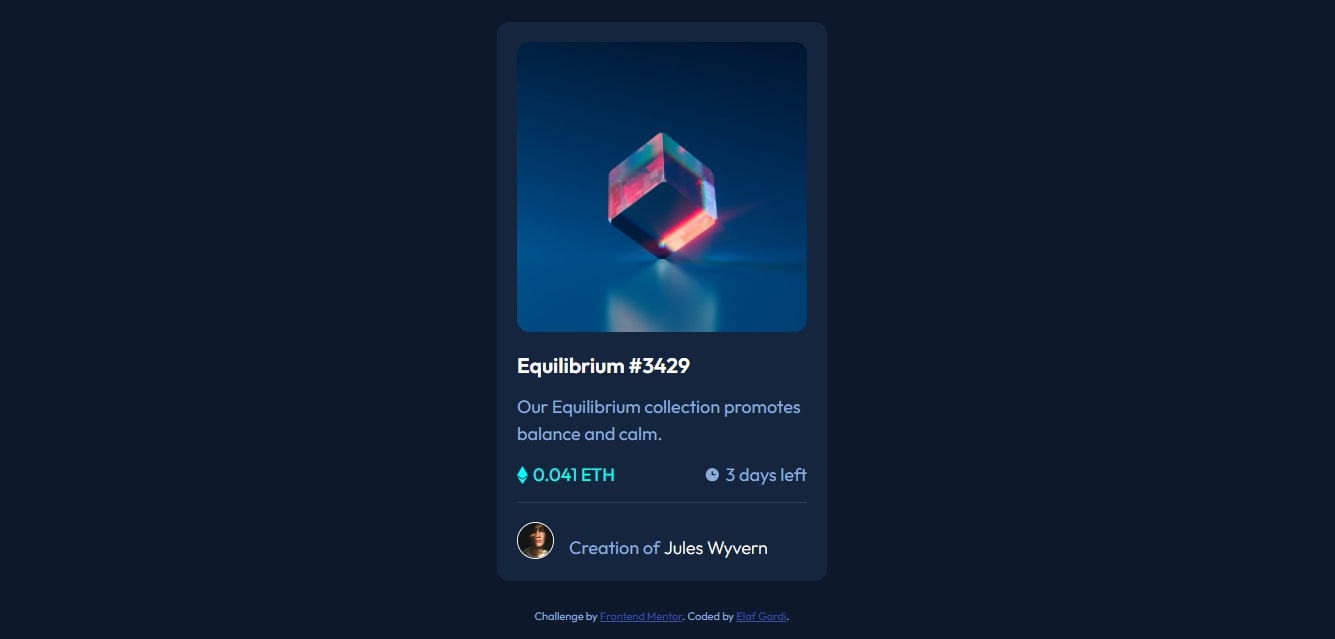 Equilibrium #3429
Our Equilibrium collection promotes
balance and calm.
0.041 ETH
3 days left
Creation of Jules Wyvern
Challenge by Frontend Mentor. Coded by Elaf Gardi.